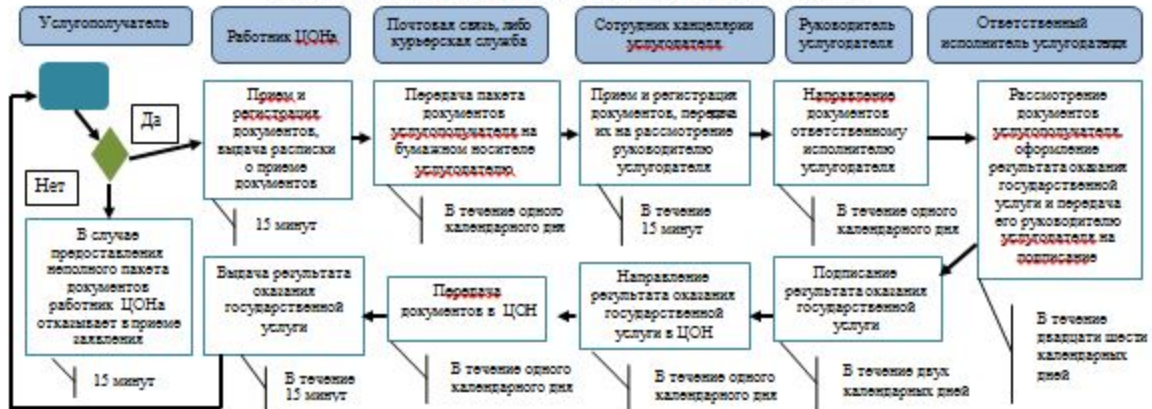 Услугополучатель
Работник ЦОНа
Почтовая связь, либо
курьерская служба
Сотрудник канцелярии
услугодателя
Руководитель
услугодателя
Ответственный
исполнитель услугодателя
Да
Нет
Прием и
регистрация
документов,
выдача расписки
о приеме
документов
15 минут
Передача пакета
документов
услугополучателя на
бумажном носителе
услугодателю
В течение одного
календарного дня
Прием и регистрация
документов, передача
их на рассмотрение
руководителю
услугодателя
В течение
15 минут
Направление
документов
ответственному
исполнителю
услугодателя
В течение одного
календарного дня
Рассмотрение
документов
услугополучателя,
оформление
результата оказания
государственной
услуги и передача
его руководителю
услугодателя на
подписание
В течение
двадцати шести
календарных
дней
В случае
предоставления
неполного пакета
документов
работник ЦОНа
отказывает в приеме
заявления
15 минут
Выдача результата
оказания
государственной
услуги
В течение
15 минут
Передача
документов в ЦОН
В течение одного
календарного дня
Направление
результата оказания
государственной
услуги в ЦОН
В течение одного
календарного дня
Подписание
результата оказания
государственной
услуги
В течение двух
календарных дней